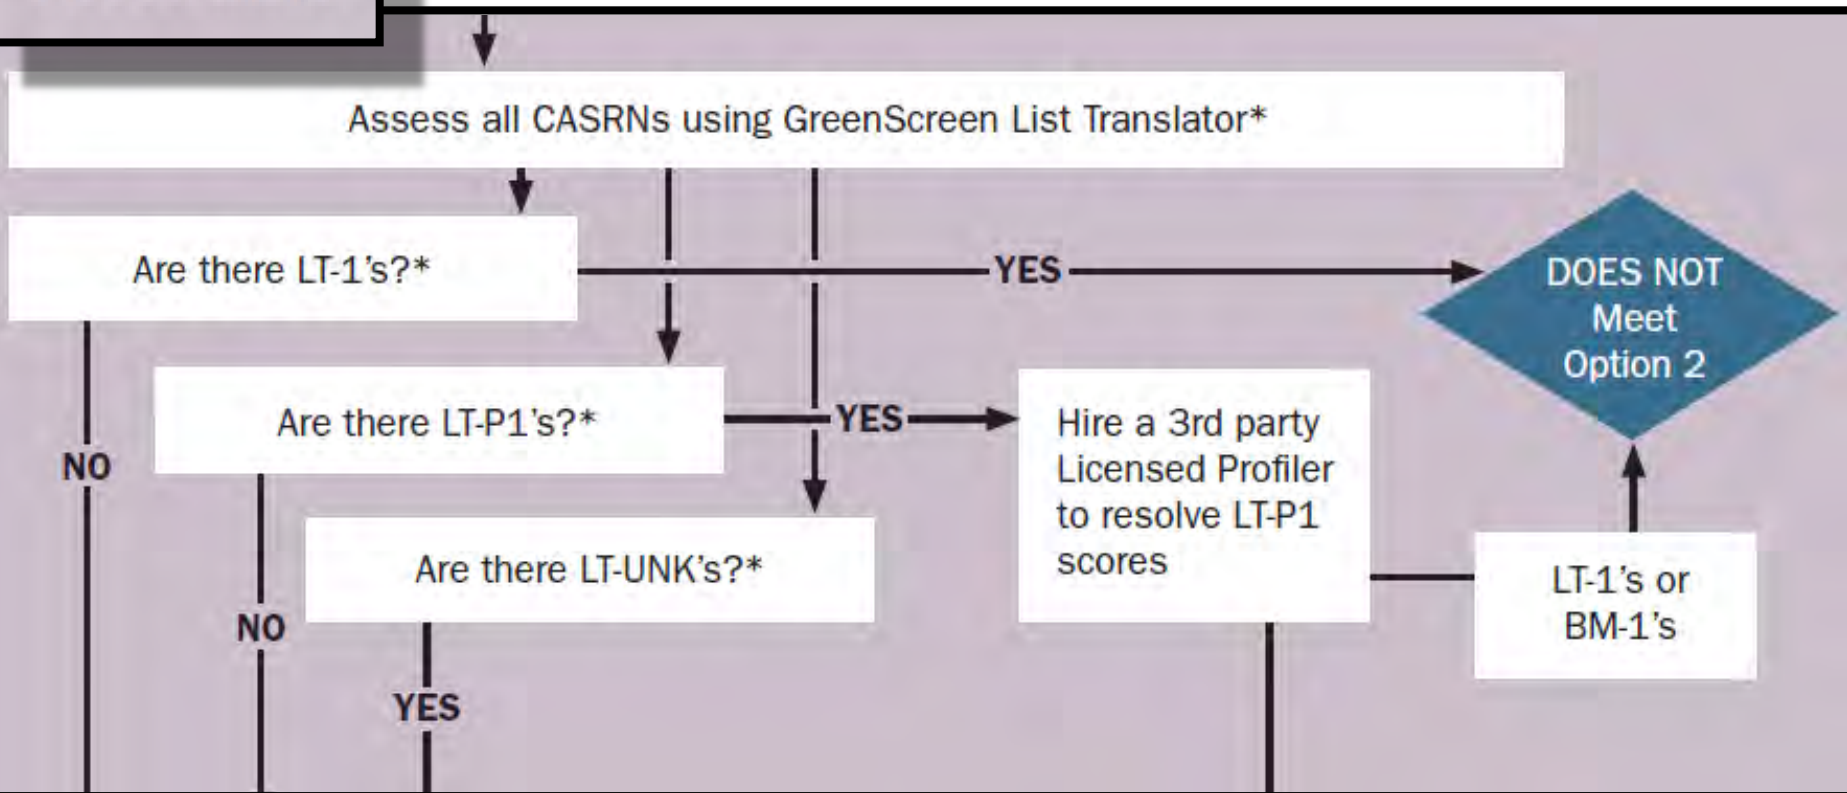 Assess all CASRNs using GreenScreen List Translator*
Are there LT-1's?*
YES
DOES NOT
Meet
Option 2
Are there LT-P1's?*
YES
Hire a 3rd party
Licensed Profiler
to resolve LT-P1
scores
NO
Are there LT-UNK's?*
LT-1's or
BM-1's
NO
YES